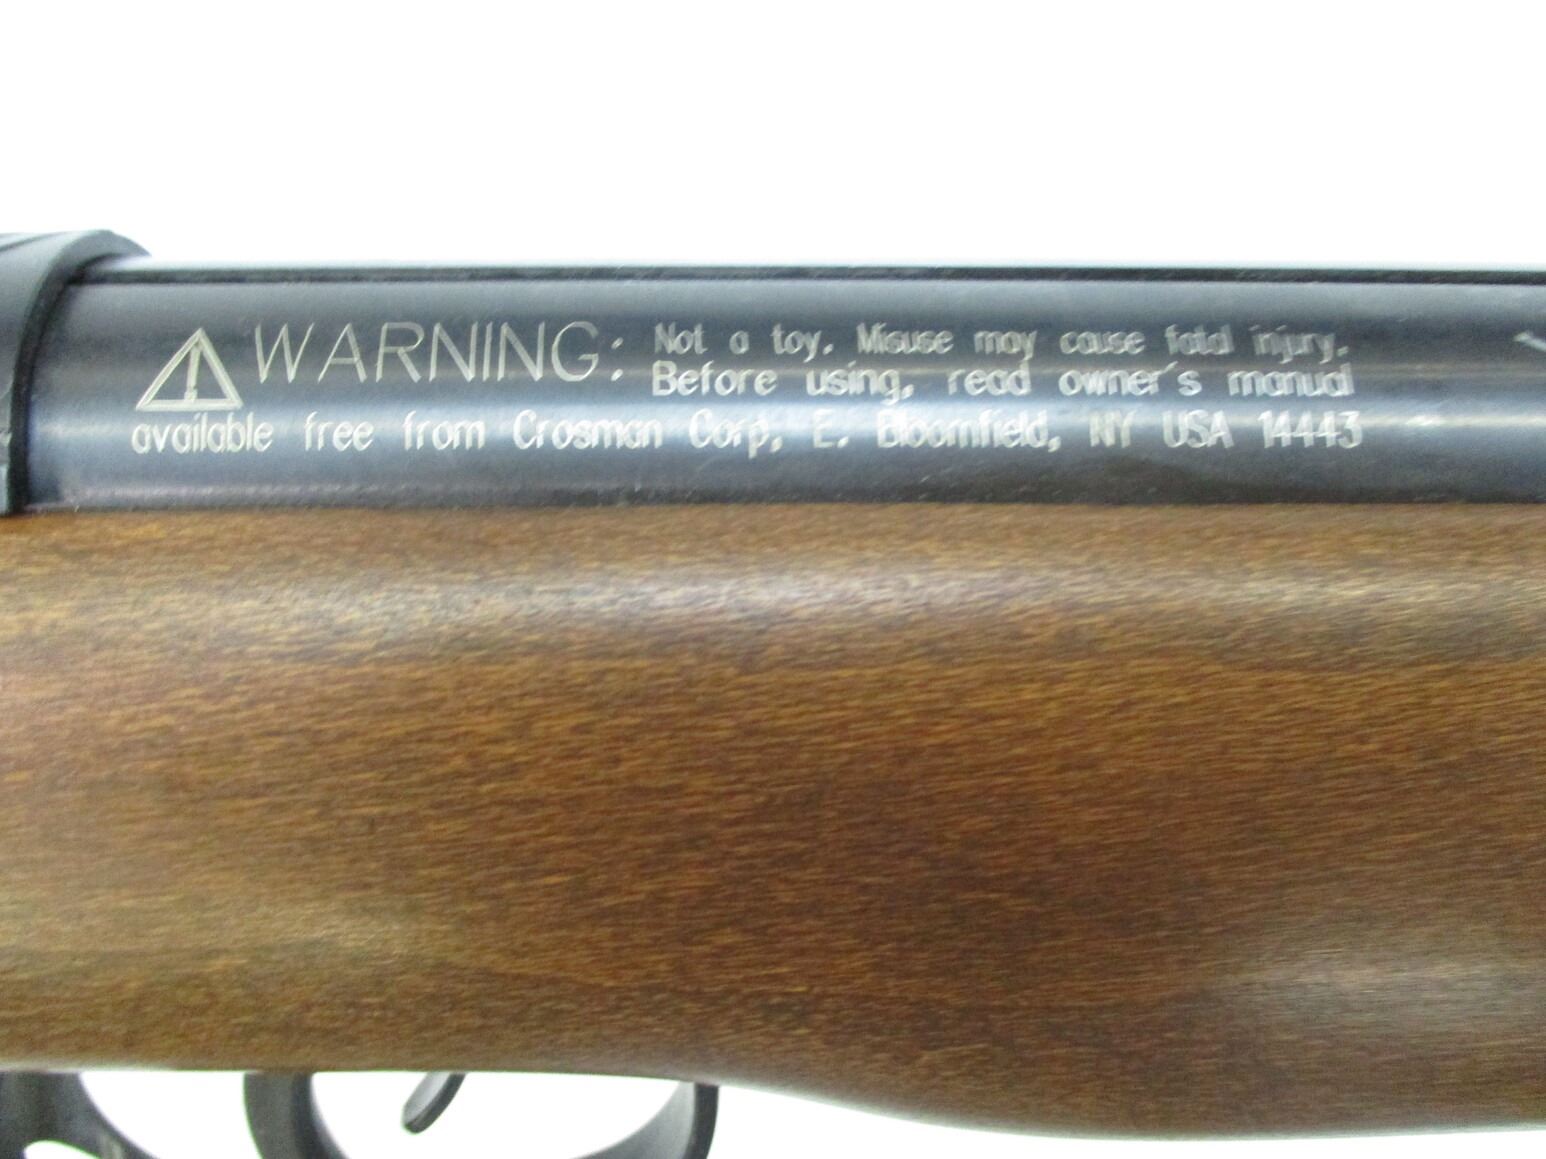 WARNING: Not a toy. Misuse may cause fatal injury.
Before using, read owner's manual
available free from Crosman Corp, E. Bloomfield, NY USA 14443